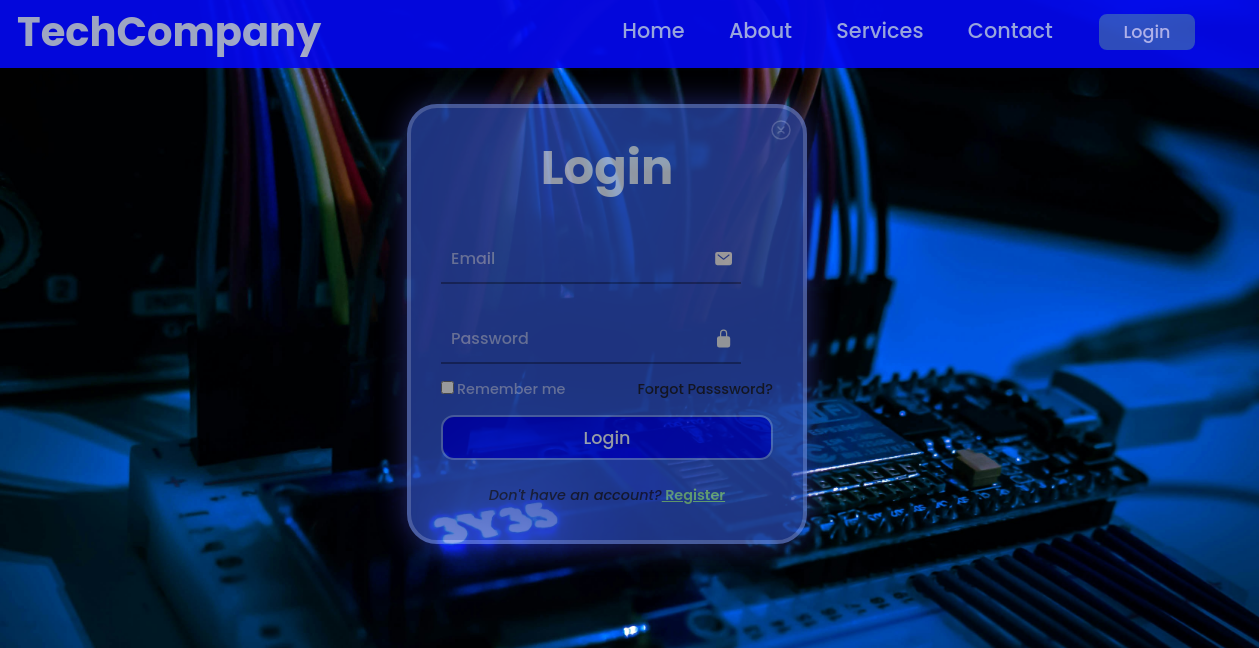 TechCompany
Home About Services Contact Login
Login
Email
Password
Remember me Forgot Passsword?
Login
Don't have an account? Register
3Y35